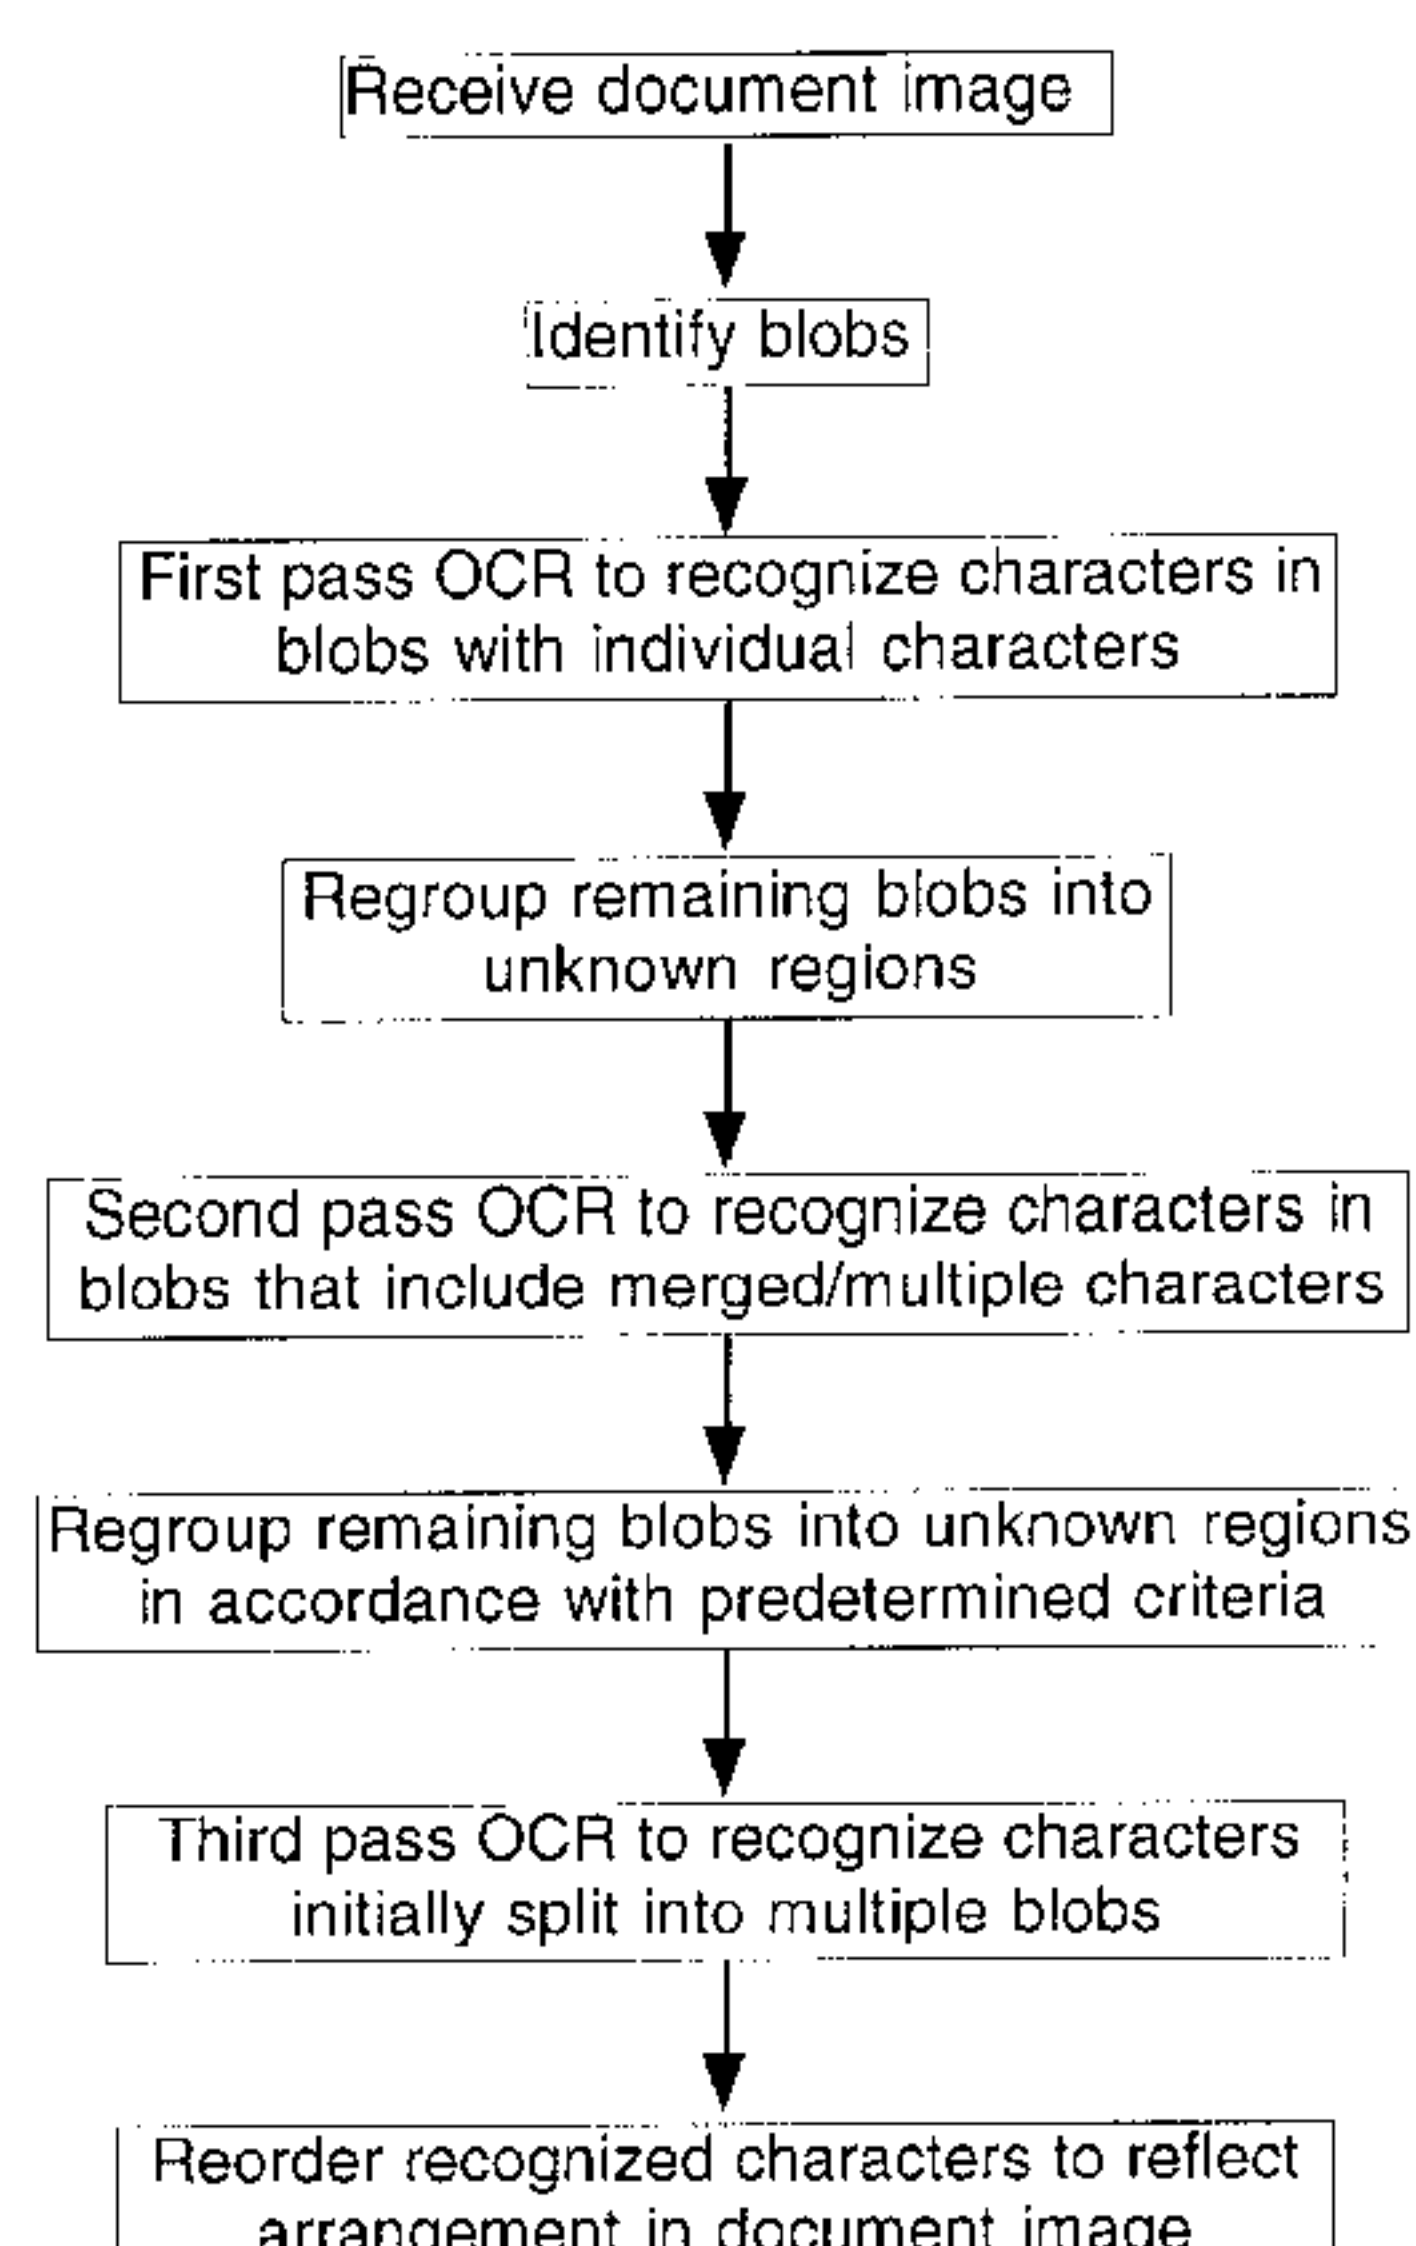 Receive document image
Identify blobs
First pass OCR to recognize characters in
blobs with individual characters
Regroup remaining blobs into
unknown regions
Second pass OCR to recognize characters in
blobs that include merged/multiple characters
Regroup remaining blobs into unknown regions
in accordance with predetermined criteria
Third pass OCR to recognize characters
initially split into multiple blobs
Reorder recognized characters to reflect
arrangement in document image